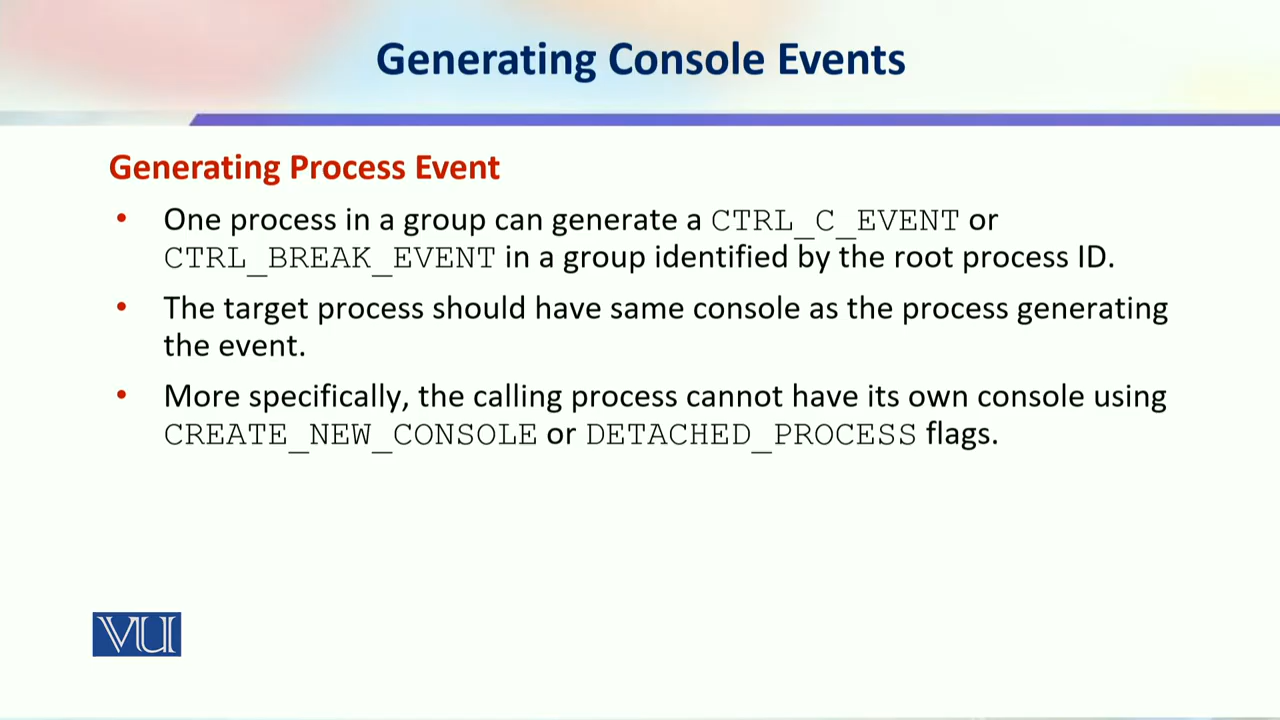 Generating Console Events
Generating Process Event
• One process in a group can generate a CTRL_C_EVENT or
CTRL_BREAK_EVENT in a group identified by the root process ID.
• The target process should have same console as the process generating
the event.
• More specifically, the calling process cannot have its own console using
CREATE_NEW_CONSOLE or DETACHED_PROCESS flags.
VU